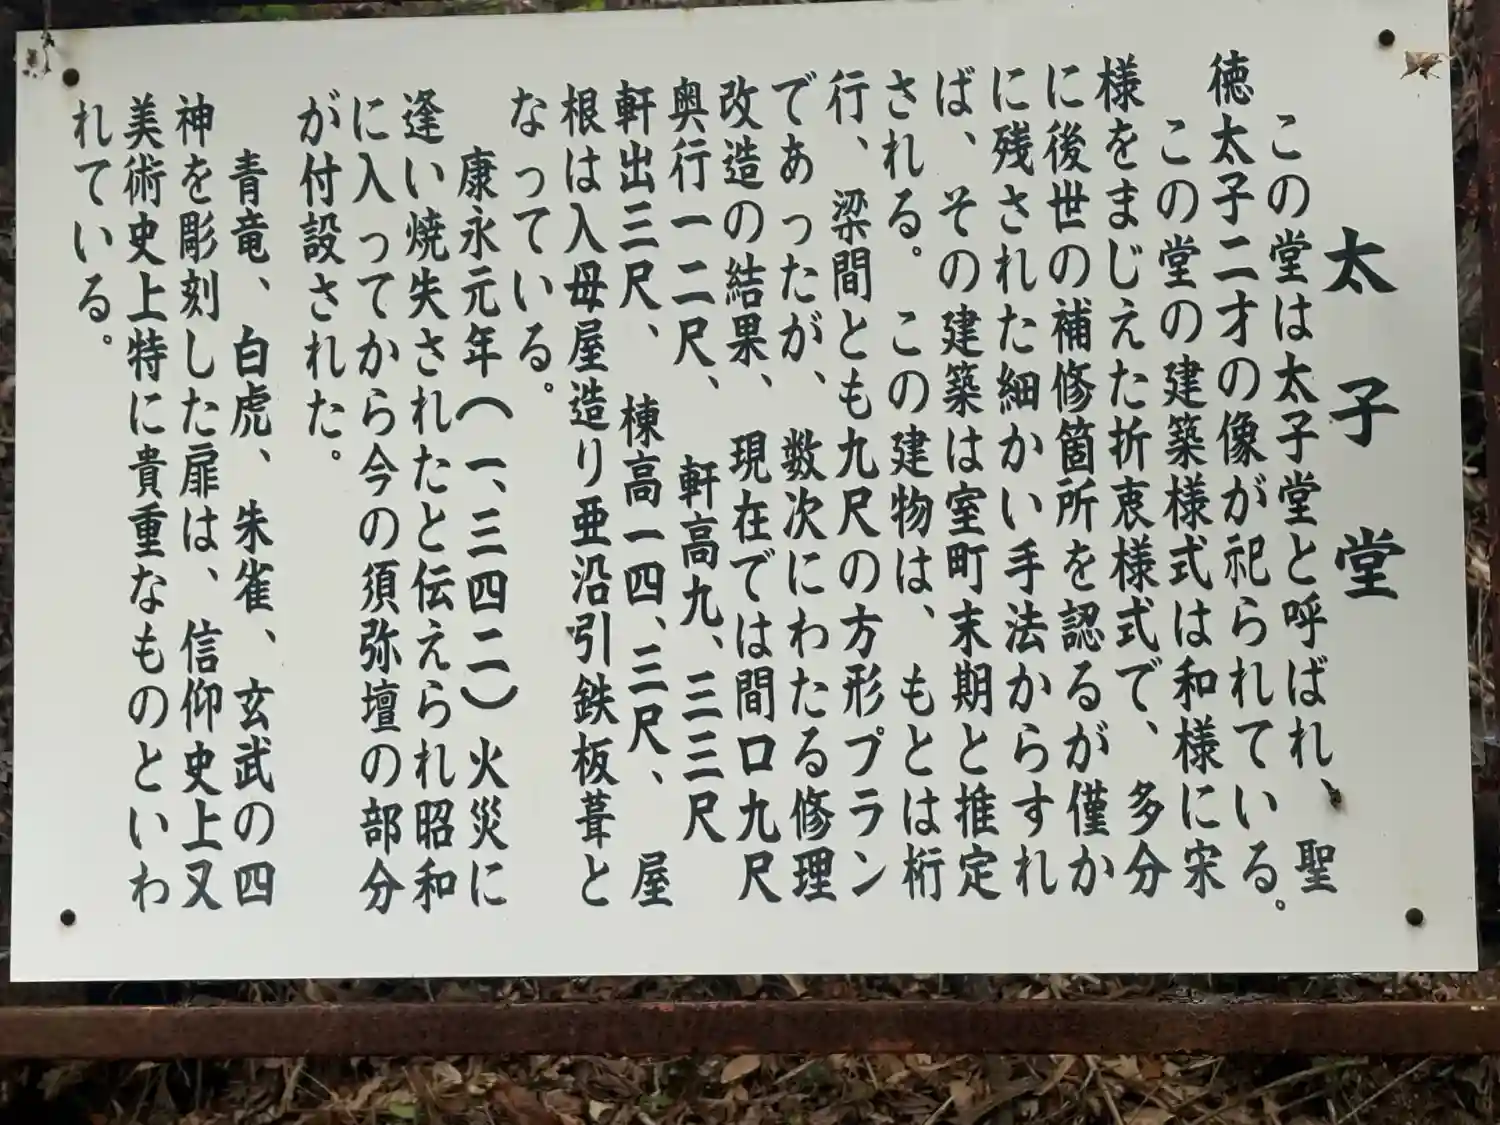 太子堂
この堂は太子堂と呼ばれ、聖
徳太子二才の像が祀られている。
この堂の建築様式は和様に宋
様をまじえた折衷様式で、多分
に後世の補修箇所を認るが僅か
に残された細かい手法からすれ
ば、その建築は室町末期と推定
される。この建物は、もとは桁
行、梁間とも九尺の方形プラン
であったが、数次にわたる修理
改造の結果、現在では間口九尺
奥行一二尺、軒高九、三三尺
軒出三尺、棟高一四、三尺、屋
根は入母屋造り亜沿引鉄板葺と
なっている。
康永元年（一、三四二）火災に
逢い焼失されたと伝えられ昭和
に入ってから今の須弥壇の部分
が付設された。
青竜、白虎、朱雀、玄武の四
神を彫刻した扉は、信仰史上又
美術史上特に貴重なものといわ
れている。